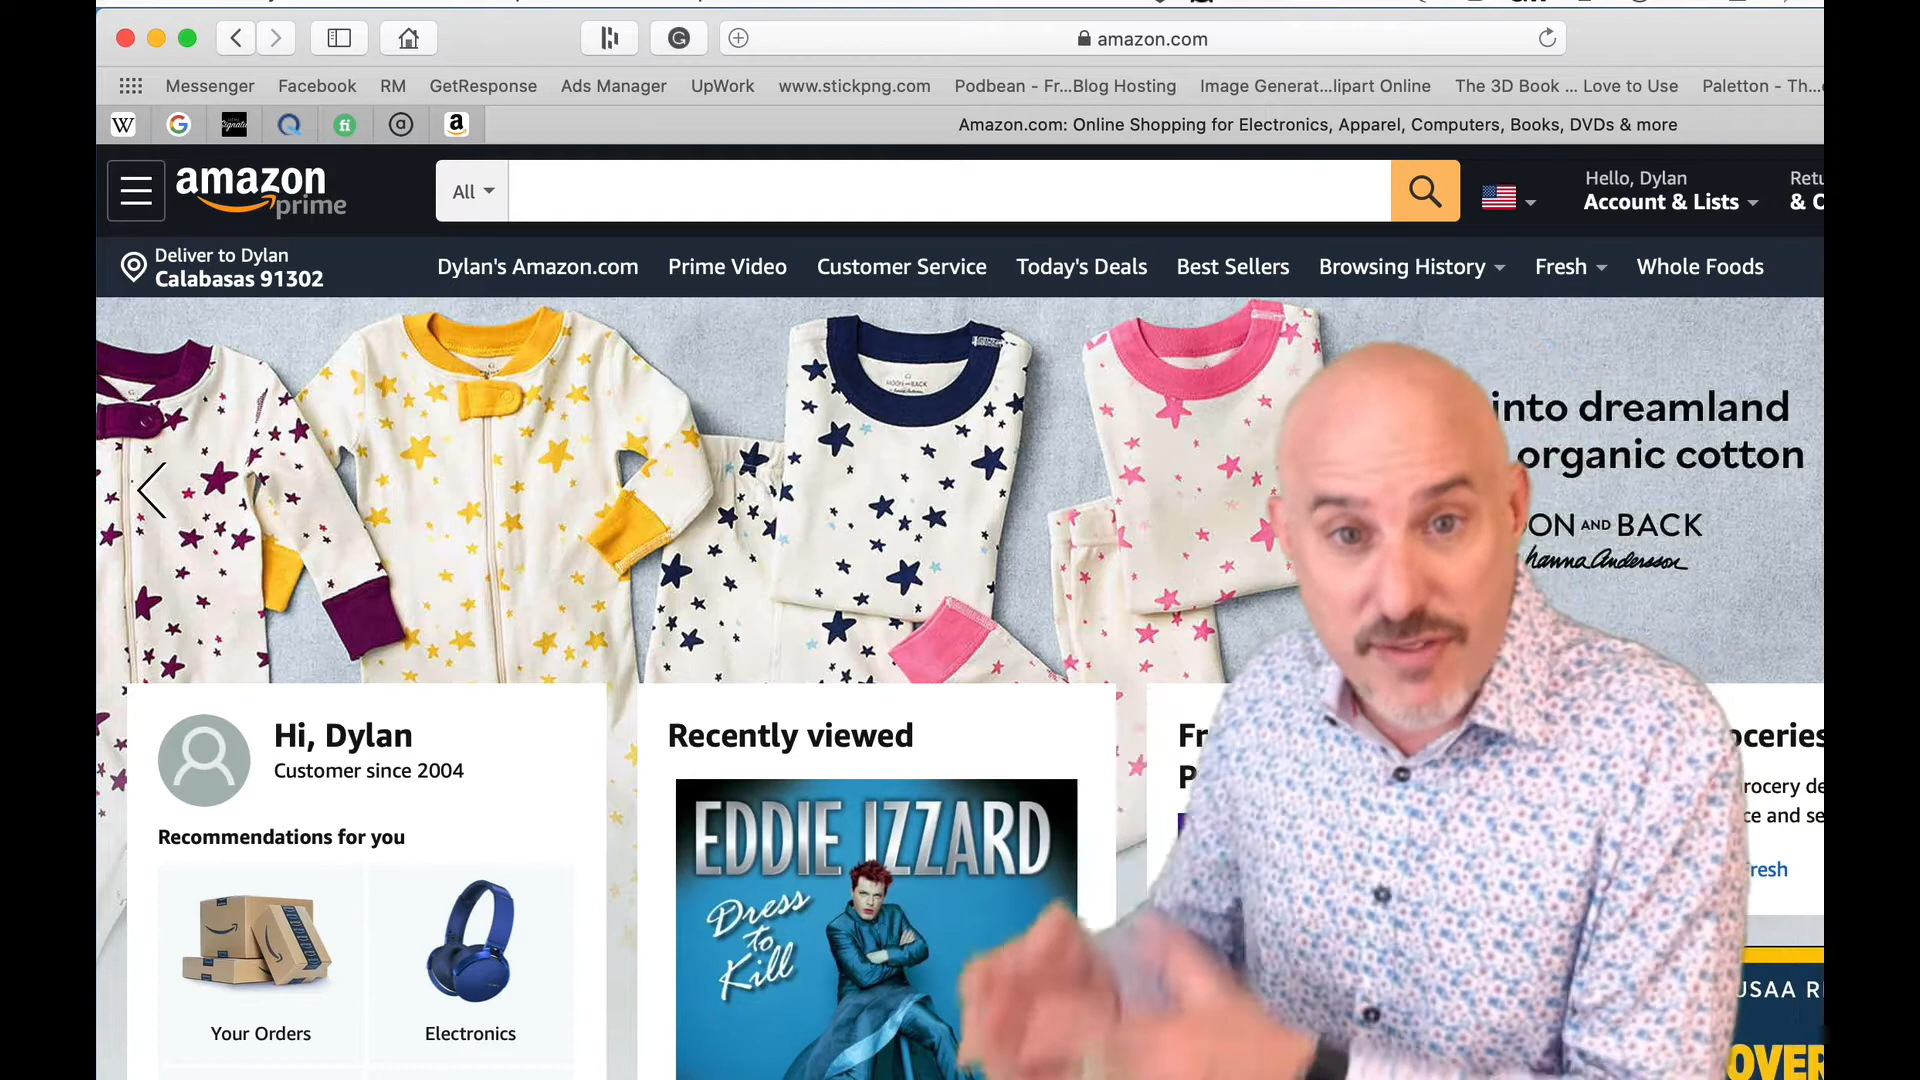 amazon.com
Messenger Facebook RM GetResponse Ads Manager UpWork www.stickpng.com Podbean - Fr...Blog Hosting Image Generat...lipart Online The 3D Book ... Love to Use Paletton - Th...
W G fi a a Amazon.com: Online Shopping for Electronics, Apparel, Computers, Books, DVDs & more
amazon prime
All
Hello, Dylan
Account & Lists
& O
Deliver to Dylan
Calabasas 91302
Dylan's Amazon.com Prime Video Customer Service Today's Deals Best Sellers Browsing History Fresh Whole Foods
into dreamland
organic cotton
OON AND BACK
hanna Andersson
MOON AND BACK
Hi, Dylan
Customer since 2004
Recommendations for you
Your Orders
Electronics
Recently viewed
EDDIE IZZARD
Dress
to
Kill
Fr
P
oceries
rocery de
ce and se
resh
USAA R
OVER